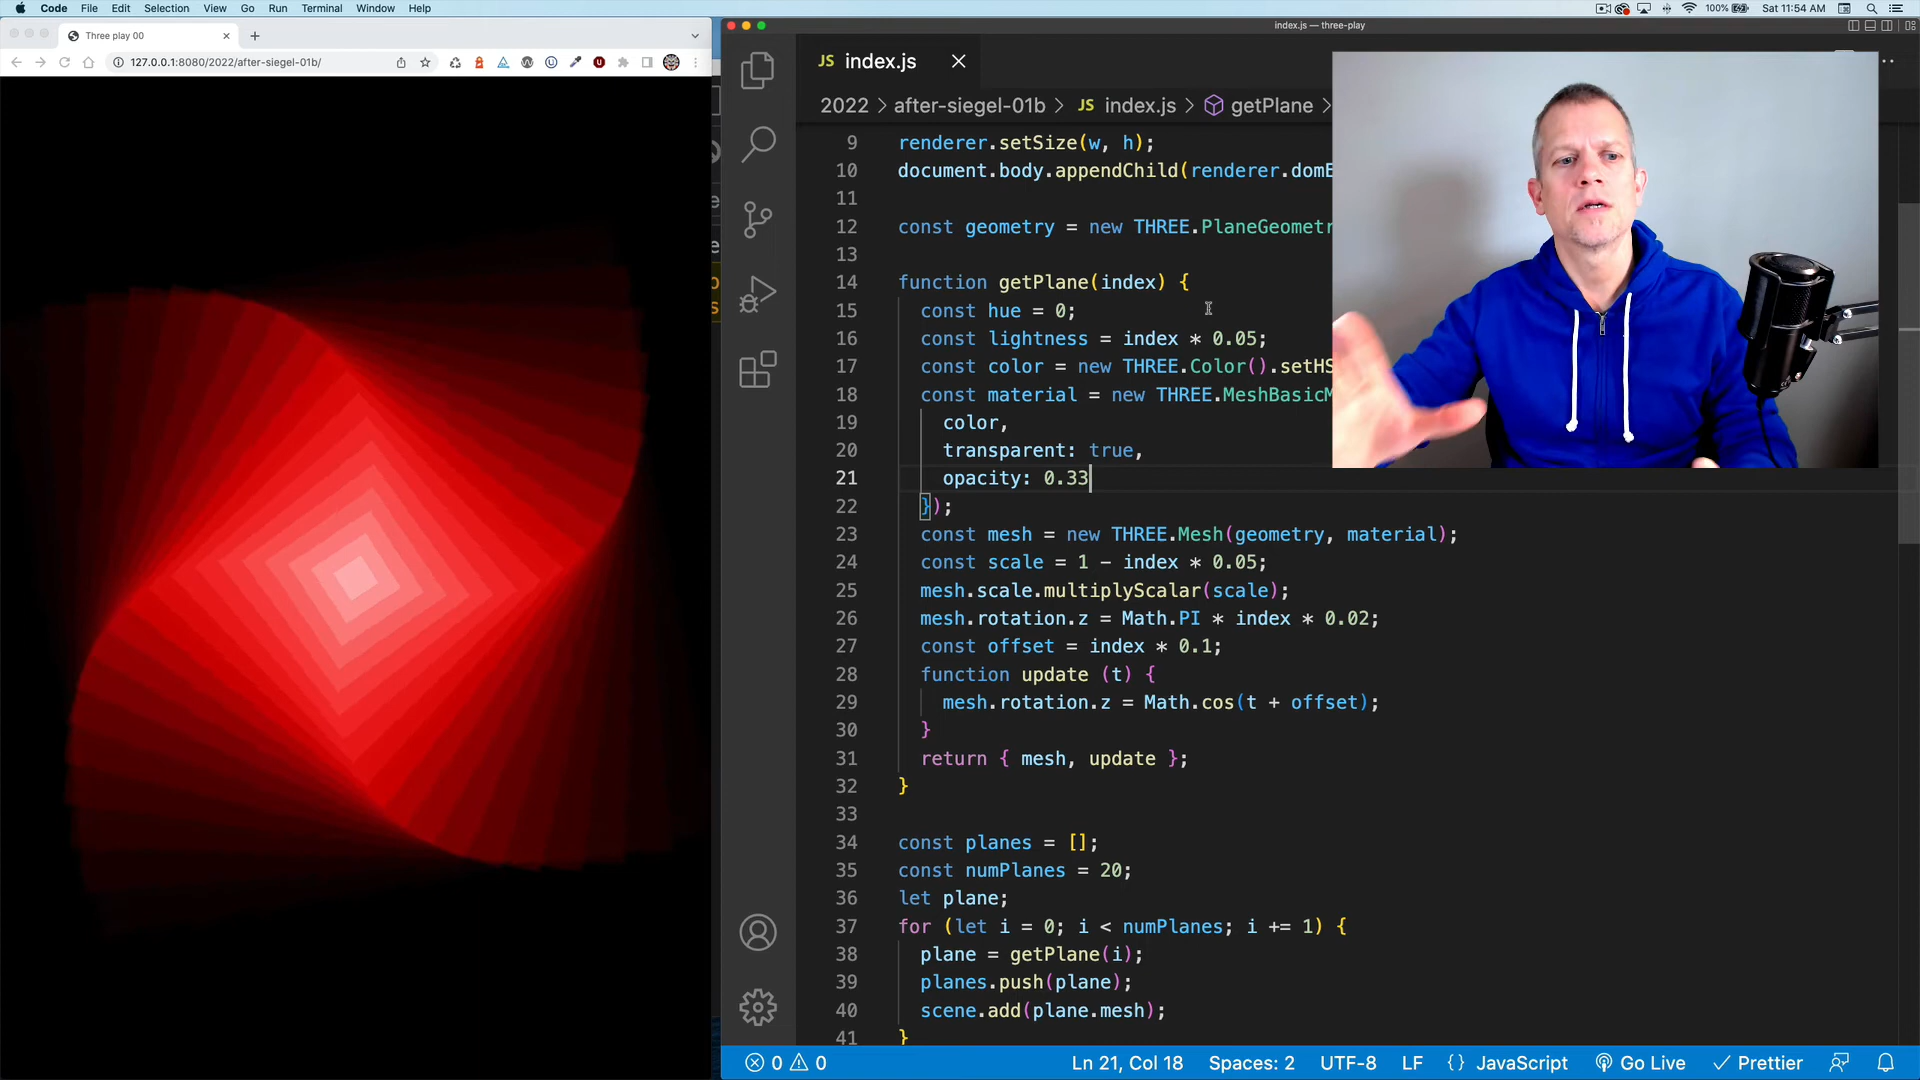 Code File Edit Selection View Go Run Terminal Window Help
100% Sat 11:54 AM
Three play 00
127.0.0.1:8080/2022/after-siegel-01b/
index.js — three-play
JS index.js
2022 > after-siegel-01b > JS index.js > getPlane >
9 renderer.setSize(w, h);
10 document.body.appendChild(renderer.domE
11
12 const geometry = new THREE.PlaneGeometr
13
14 function getPlane(index) {
15 const hue = 0;
16 const lightness = index * 0.05;
17 const color = new THREE.Color().setHS
18 const material = new THREE.MeshBasicM
19 color,
20 transparent: true,
21 opacity: 0.33
22 });
23 const mesh = new THREE.Mesh(geometry, material);
24 const scale = 1 - index * 0.05;
25 mesh.scale.multiplyScalar(scale);
26 mesh.rotation.z = Math.PI * index * 0.02;
27 const offset = index * 0.1;
28 function update (t) {
29 mesh.rotation.z = Math.cos(t + offset);
30 }
31 return { mesh, update };
32 }
33
34 const planes = [];
35 const numPlanes = 20;
36 let plane;
37 for (let i = 0; i < numPlanes; i += 1) {
38 plane = getPlane(i);
39 planes.push(plane);
40 scene.add(plane.mesh);
41 }
0 0 Ln 21, Col 18 Spaces: 2 UTF-8 LF {} JavaScript Go Live Prettier